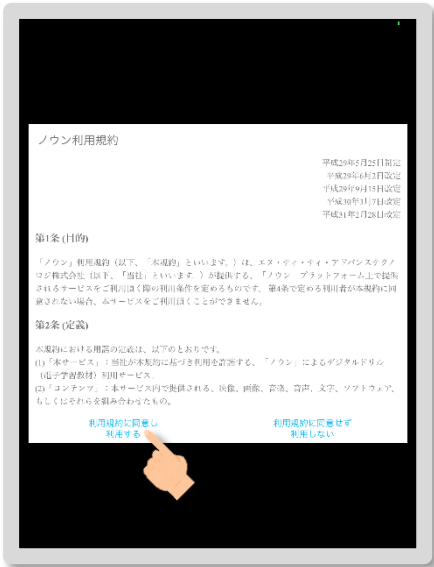 ノウン利用規約
平成29年5月25日制定
平成29年6月2日改定
平成29年9月15日改定
平成30年3月7日改定
平成31年2月28日改定
第1条 (目的)
「ノウン」利用規約（以下、「本規約」といいます。）は、エヌ・ティ・ティ・アドバンステクノ
ロジ株式会社（以下、「当社」といいます。）が提供する、「ノウン プラットフォーム上で提供
されるサービスをご利用頂く際の利用条件を定めるものです。第4条で定める利用者が本規約に同
意されない場合、本サービスをご利用頂くことができません。
第2条 (定義)
本規約における用語の定義は、以下のとおりです。
(1)「本サービス」：当社が本規約に基づき利用を許諾する、「ノウン」によるデジタルドリル
（電子学習教材）利用サービス。
(2)「コンテンツ」：本サービス内で提供される、映像、画像、音楽、音声、文字、ソフトウェア、
もしくはそれらを組み合わせたもの。
利用規約に同意し
利用する
利用規約に同意せず
利用しない